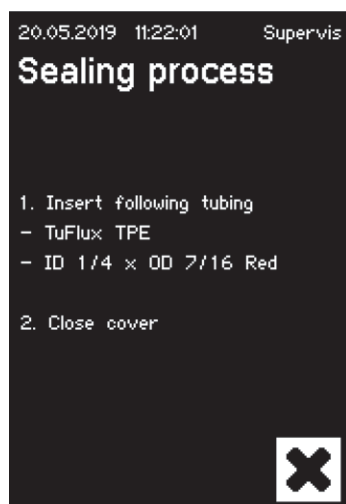 20.05.2019 11:22:01 Supervis
Sealing process
1. Insert following tubing
- TuFlux TPE
- ID 1/4 x OD 7/16 Red
2. Close cover